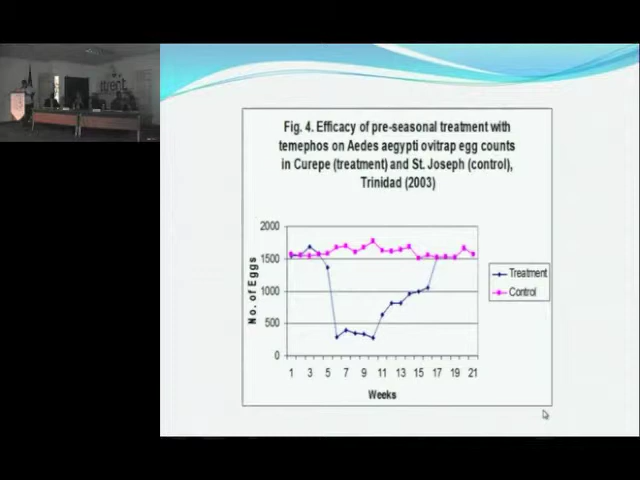 Fig. 4. Efficacy of pre-seasonal treatment with
temephos on Aedes aegypti ovitrap egg counts
in Curepe (treatment) and St. Joseph (control),
Trinidad (2003)
2000
1500
1000
500
0
No. of Eggs
1 3 5 7 9 11 13 15 17 19 21
Weeks
Treatment
Control